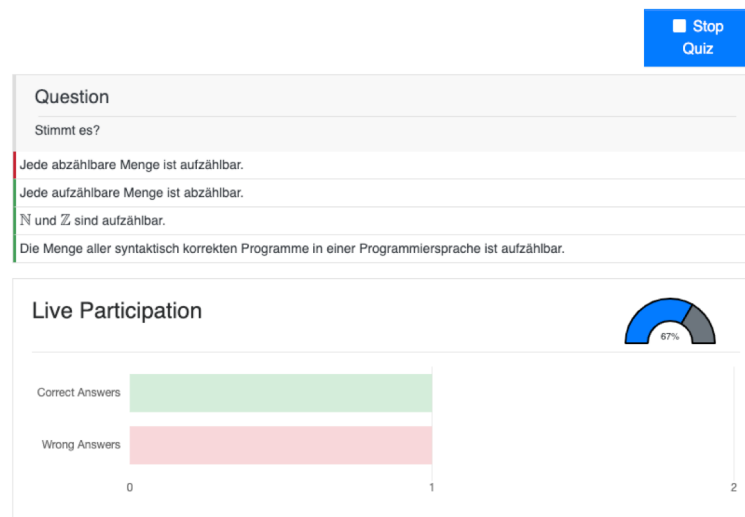 Stop
Quiz
Question
Stimmt es?
Jede abzählbare Menge ist aufzählbar.
Jede aufzählbare Menge ist abzählbar.
ℕ und ℤ sind aufzählbar.
Die Menge aller syntaktisch korrekten Programme in einer Programmiersprache ist aufzählbar.
Live Participation
67%
Correct Answers
Wrong Answers
0 1 2